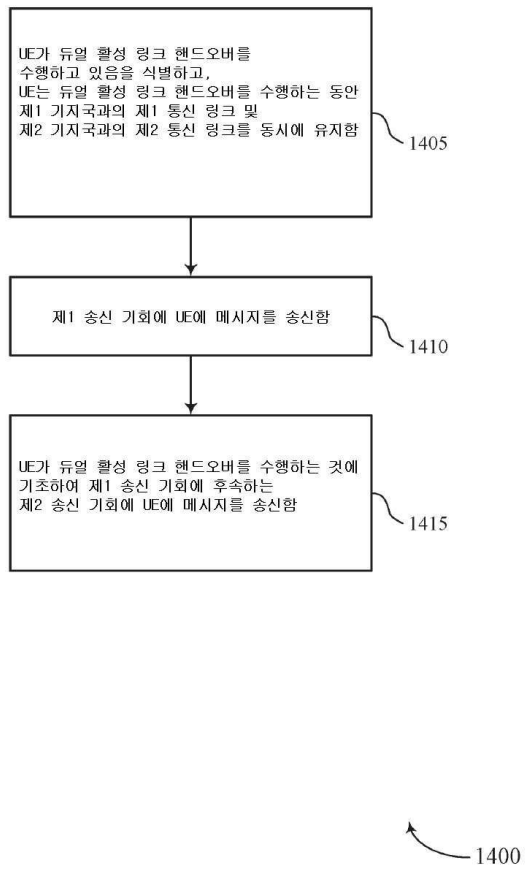 UE가 듀얼 활성 링크 핸드오버를
수행하고 있음을 식별하고,
UE는 듀얼 활성 링크 핸드오버를 수행하는 동안
제1 기지국과의 제1 통신 링크 및
제2 기지국과의 제2 통신 링크를 동시에 유지함
1405
제1 송신 기회에 UE에 메시지를 송신함
1410
UE가 듀얼 활성 링크 핸드오버를 수행하는 것에
기초하여 제1 송신 기회에 후속하는
제2 송신 기회에 UE에 메시지를 송신함
1415
1400